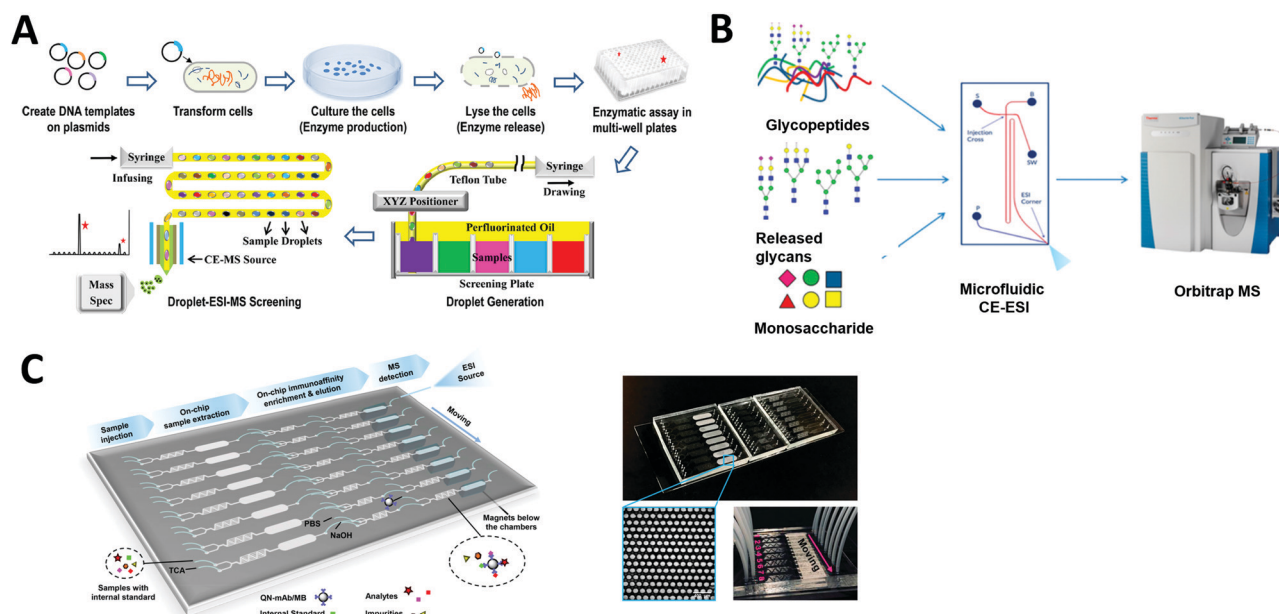 A
Create DNA templates
on plasmids
Transform cells
Culture the cells
(Enzyme production)
Lyse the cells
(Enzyme release)
Enzymatic assay in
multi-well plates
Syringe
Infusing
Sample Droplets
CE-MS Source
Mass
Spec
Droplet-ESI-MS Screening
Syringe
Teflon Tube
Drawing
XYZ Positioner
Perfluorinated Oil
Samples
Screening Plate
Droplet Generation
B
Glycopeptides
Released
glycans
Monosaccharide
S
B
Injection
Cross
SW
ESI
Corner
P
Microfluidic
CE-ESI
Orbitrap MS
C
Sample
injection
On-chip
sample extraction
On-chip immunoaffinity
enrichment & elution
MS
detection
ESI
Source
Moving
PBS
NaOH
Magnets below
the chambers
TCA
Samples with
internal standard
QN-mAb/MB
Analytes
Internal Standard
Impurities
Moving
12345678